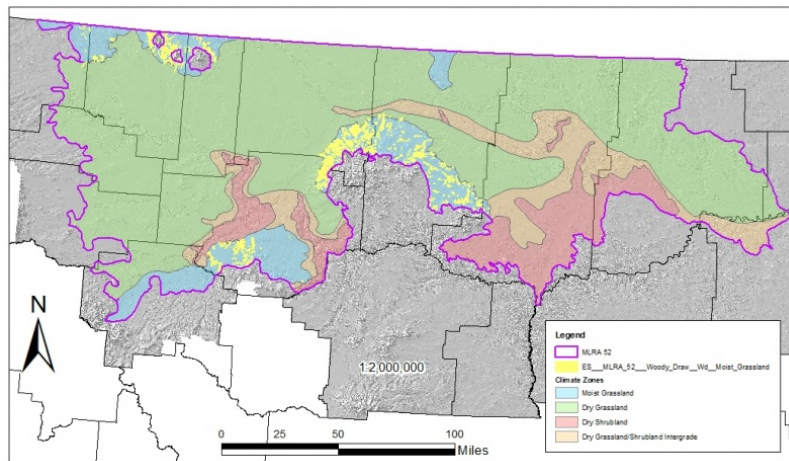 N
1:2,000,000
0 25 50 100
Miles
Legend
MLRA 52
ES___MLRA_52___Woody_Draw__Wd__Moist_Grassland
Climate Zones
Moist Grassland
Dry Grassland
Dry Shrubland
Dry Grassland/Shrubland Intergrade